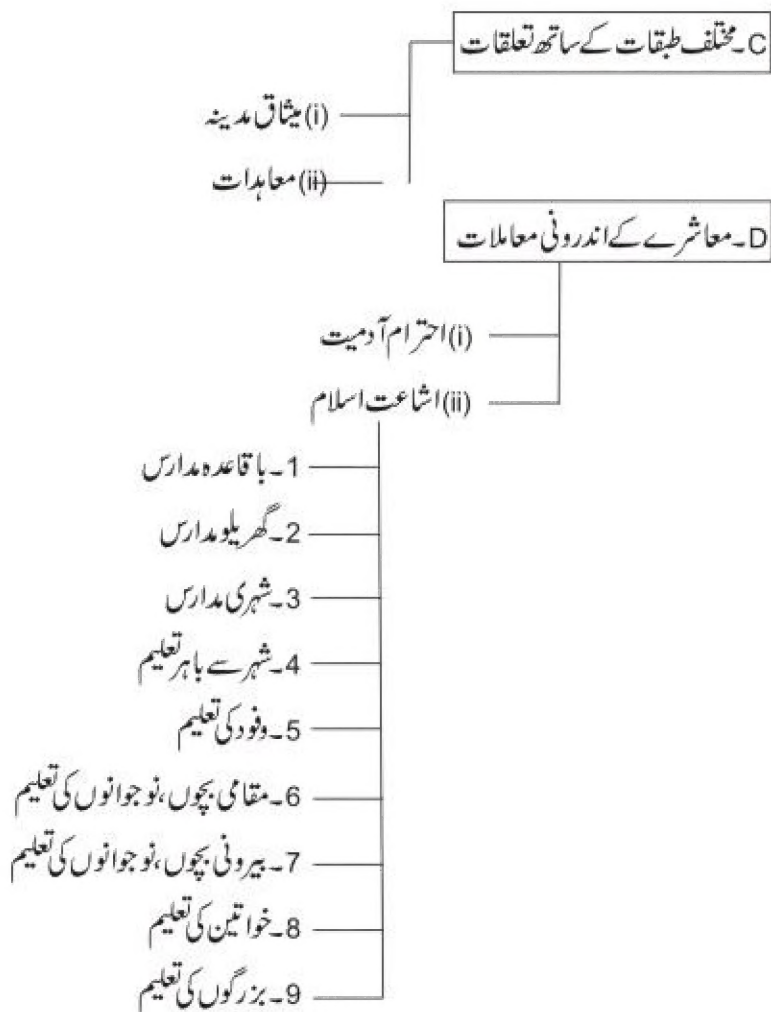 C۔مختلف طبقات کے ساتھ تعلقات
(i) میثاق مدینہ
(ii) معاہدات
D۔معاشرے کے اندرونی معاملات
(i) احترام آدمیت
(ii) اشاعت اسلام
1۔باقاعدہ مدارس
2۔گھریلو مدارس
3۔شہری مدارس
4۔شہر سے باہر تعلیم
5۔وفود کی تعلیم
6۔مقامی بچوں،نوجوانوں کی تعلیم
7۔بیرونی بچوں،نوجوانوں کی تعلیم
8۔خواتین کی تعلیم
9۔بزرگوں کی تعلیم